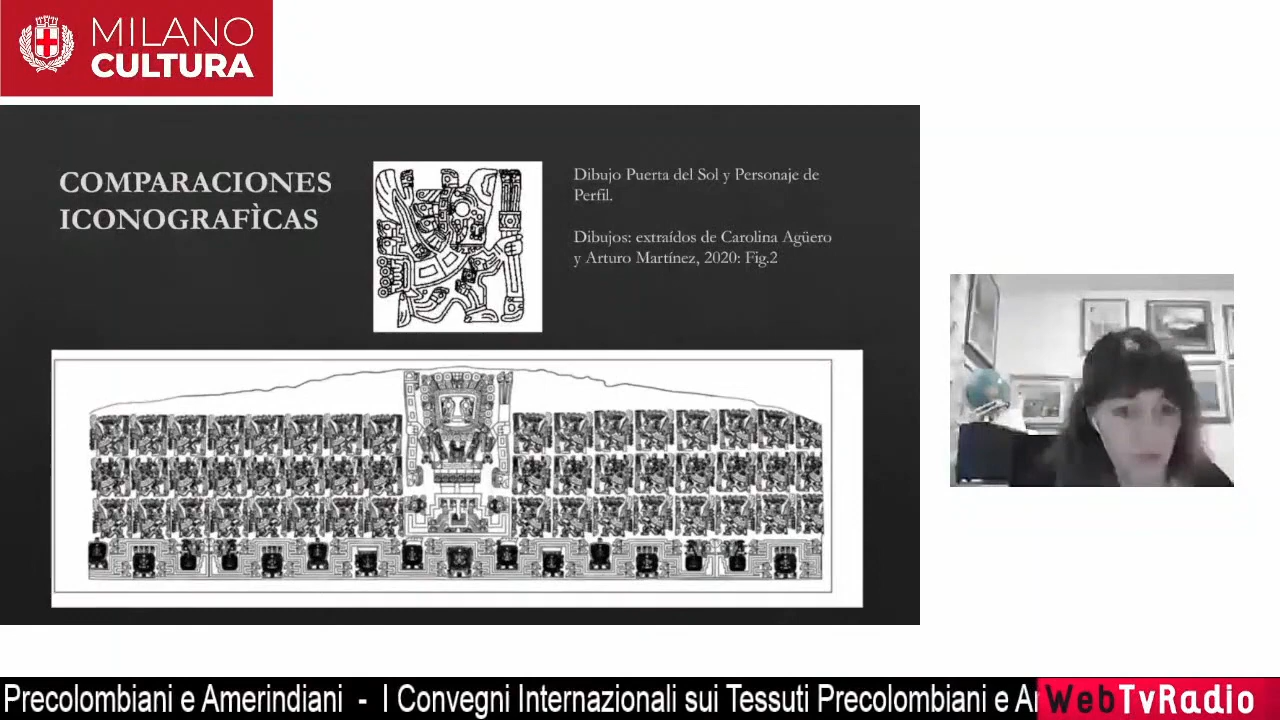 MILANO
CULTURA
COMPARACIONES
ICONOGRAFÌCAS
Dibujo Puerta del Sol y Personaje de
Perfil.
Dibujos: extraídos de Carolina Agüero
y Arturo Martínez, 2020: Fig.2
Precolombiani e Amerindiani - I Convegni Internazionali sui Tessuti Precolombiani e
WebTvRadio